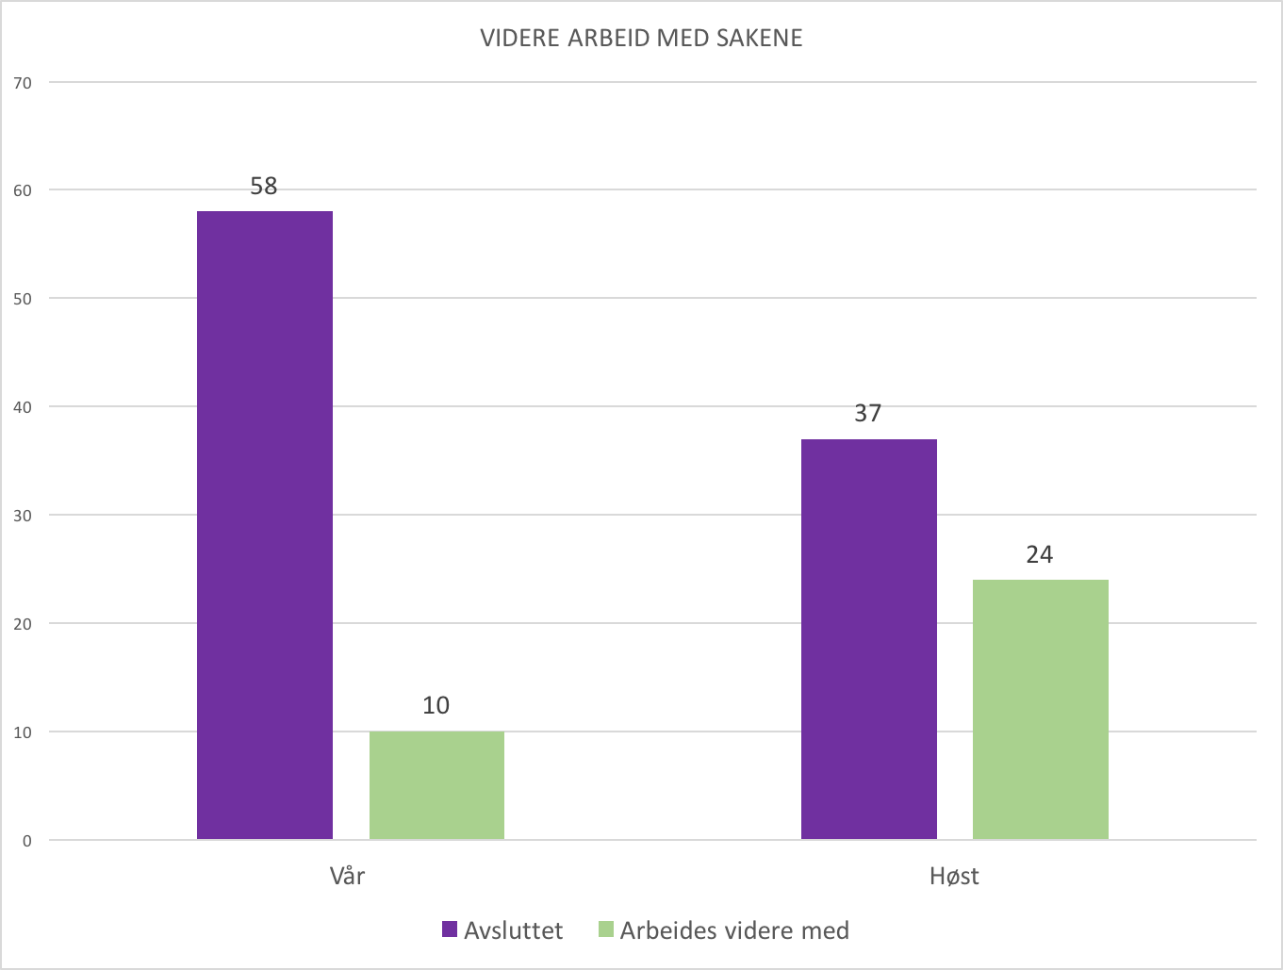 VIDERE ARBEID MED SAKENE
70
60
50
40
30
20
10
0
58
10
37
24
Vår
Høst
Avsluttet
Arbeides videre med